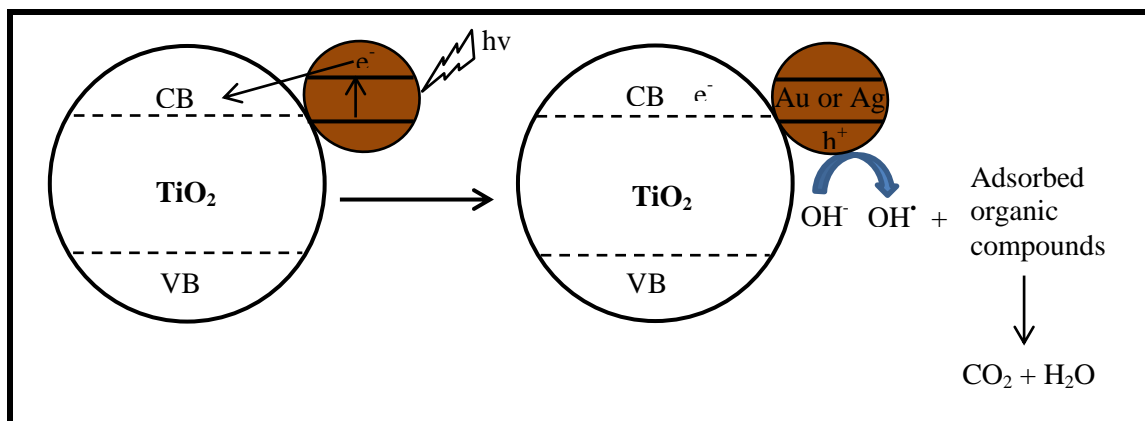 e⁻
hv
CB
TiO₂
VB
CB e⁻
Au or Ag
h⁺
TiO₂
OH⁻ OH• +
Adsorbed
organic
compounds
VB
CO₂ + H₂O